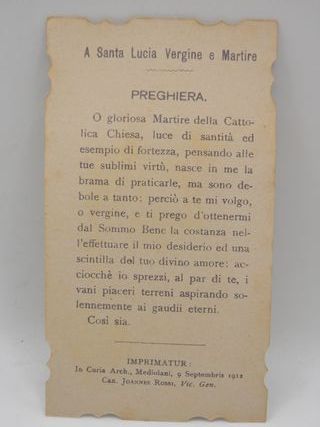 A Santa Lucia Vergine e Martire
PREGHIERA.
O gloriosa Martire della Catto-
lica Chiesa, luce di santità ed
esempio di fortezza, pensando alle
tue sublimi virtù, nasce in me la
brama di praticarle, ma sono de-
bole a tanto: perciò a te mi volgo,
o vergine, e ti prego d'ottenermi
dal Sommo Bene la costanza nel-
l'effettuare il mio desiderio ed una
scintilla del tuo divino amore: ac-
ciocchè io sprezzi, al par di te, i
vani piaceri terreni aspirando so-
lennemente ai gaudii eterni.
Così sia.
IMPRIMATUR:
In Curia Arch., Mediolani, 9 Septembris 1912
Can. Joannes Rossi, Vic. Gen.